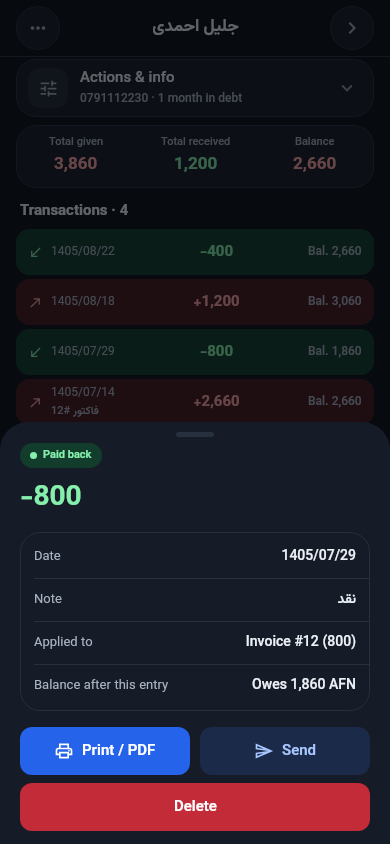 جلیل احمدی
Actions & info
0791112230 · 1 month in debt
Total given Total received Balance
3,860 1,200 2,660
Transactions · 4
1405/08/22 −400 Bal. 2,660
1405/08/18 +1,200 Bal. 3,060
1405/07/29 −800 Bal. 1,860
1405/07/14 +2,660 Bal. 2,660
فاکتور #12
Paid back
−800
Date 1405/07/29
Note نقد
Applied to Invoice #12 (800)
Balance after this entry Owes 1,860 AFN
Print / PDF Send
Delete